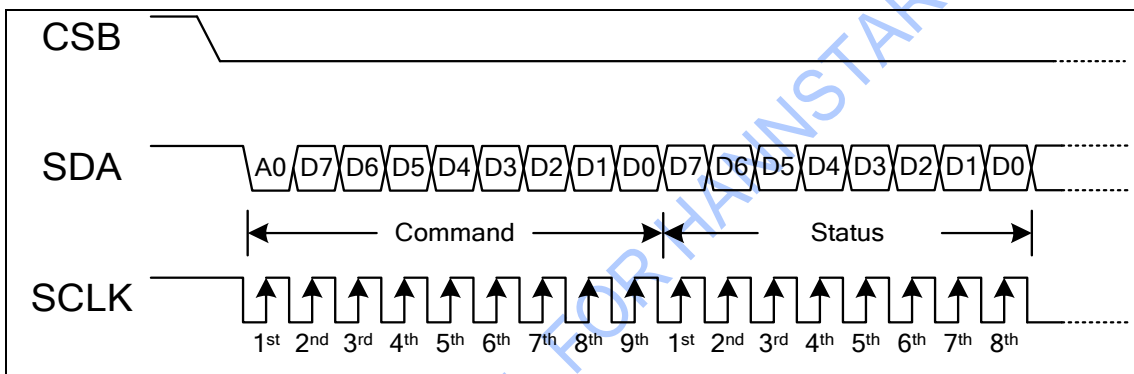 CSB
SDA A0 D7 D6 D5 D4 D3 D2 D1 D0 D7 D6 D5 D4 D3 D2 D1 D0
Command Status
SCLK
1st 2nd 3rd 4th 5th 6th 7th 8th 9th 1st 2nd 3rd 4th 5th 6th 7th 8th
FOR HANNSTAR